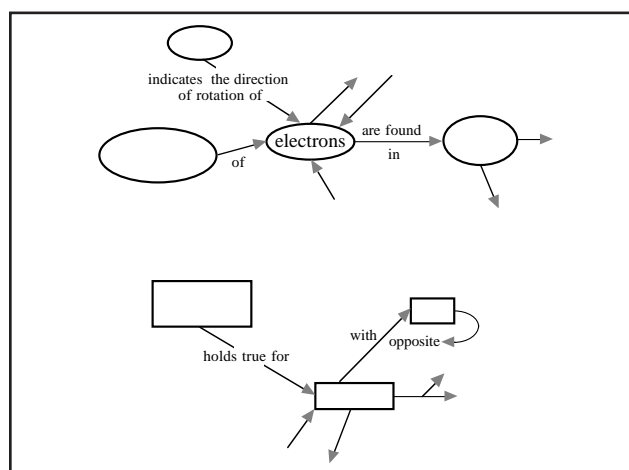 indicates the direction
of rotation of
electrons
are found
in
of
with
opposite
holds true for